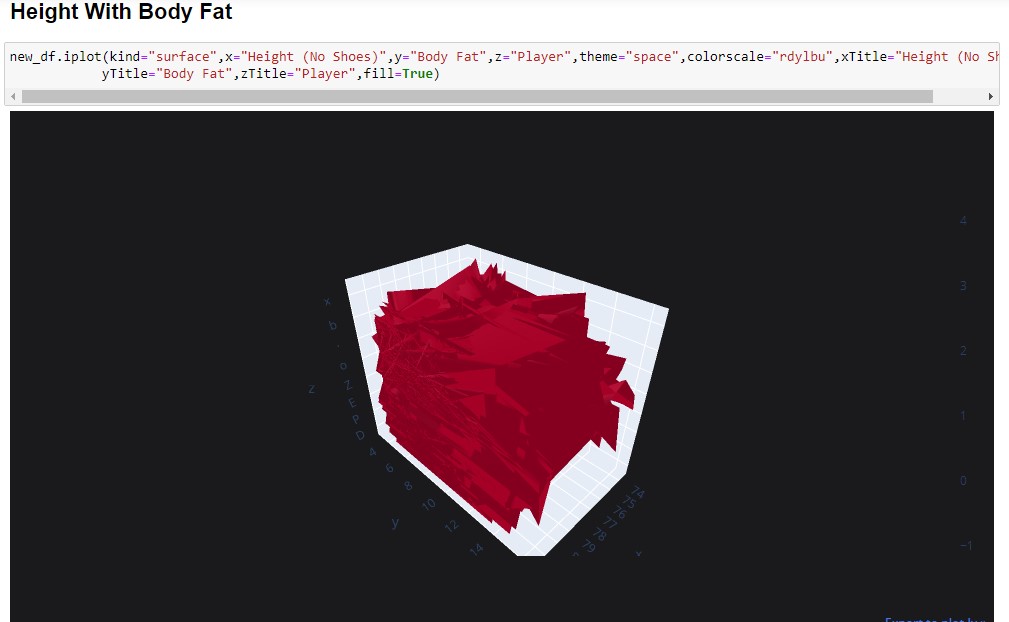 Height With Body Fat
new_df.iplot(kind="surface",x="Height (No Shoes)",y="Body Fat",z="Player",theme="space",colorscale="rdylbu",xTitle="Height (No Sh
yTitle="Body Fat",zTitle="Player",fill=True)
4
3
2
1
0
−1
x
b
.
o
Z
E
P
D
z
4
6
8
10
12
14
y
74
75
76
77
78
79
x